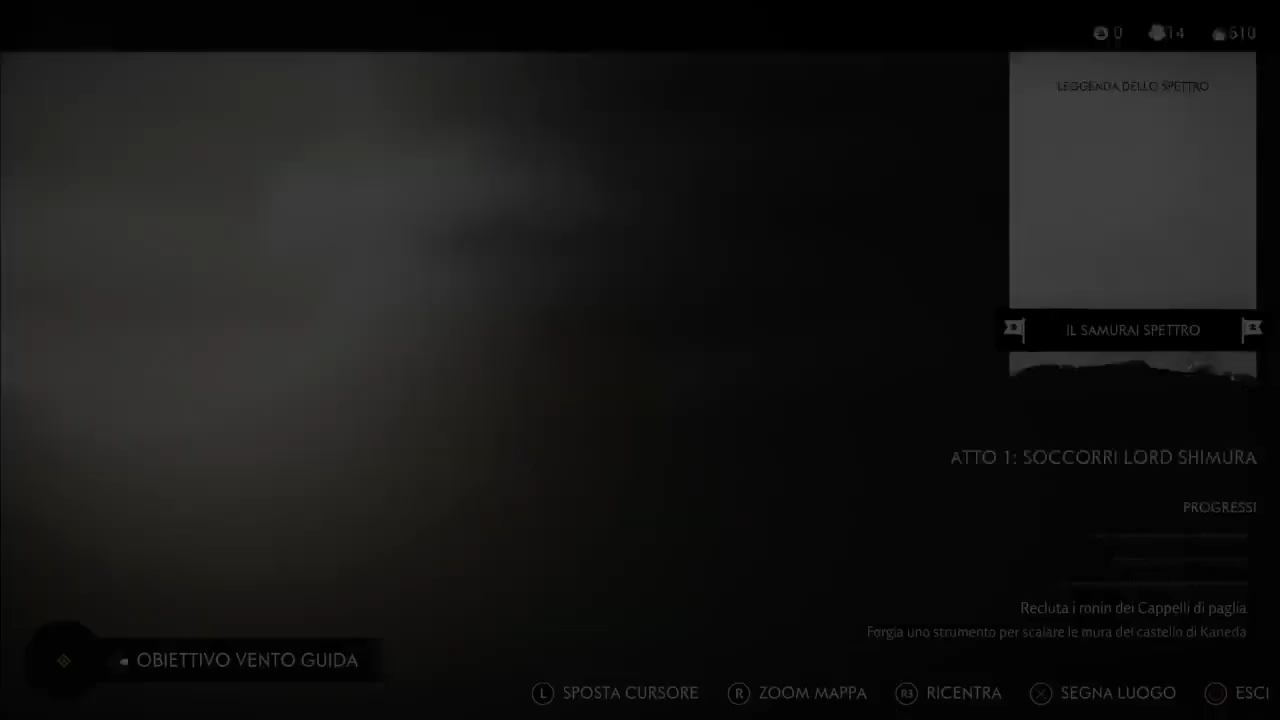 0 14 510
LEGGENDA DELLO SPETTRO
IL SAMURAI SPETTRO
ATTO 1: SOCCORRI LORD SHIMURA
PROGRESSI
Recluta i ronin dei Cappelli di paglia
Forgia uno strumento per scalare le mura del castello di Kaneda
OBIETTIVO VENTO GUIDA
L SPOSTA CURSORE R ZOOM MAPPA R3 RICENTRA SEGNA LUOGO ESCI